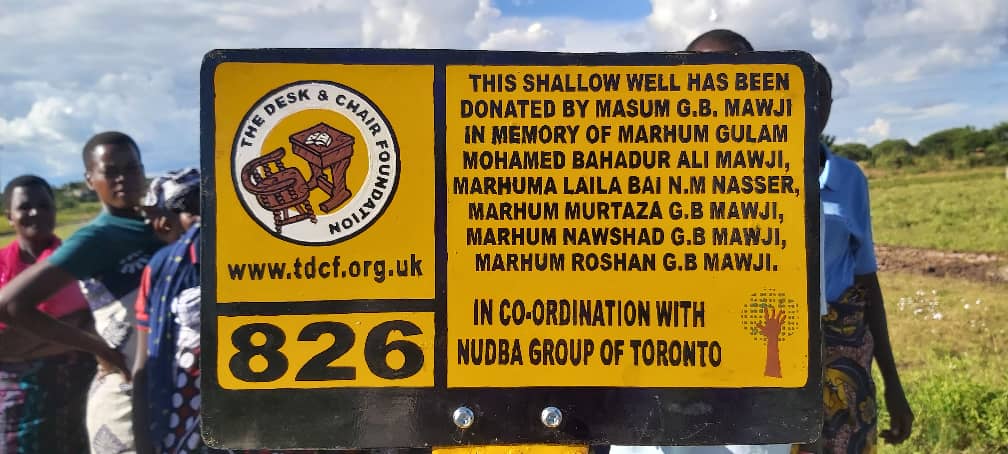 THE DESK & CHAIR FOUNDATION
www.tdcf.org.uk
826
THIS SHALLOW WELL HAS BEEN
DONATED BY MASUM G.B. MAWJI
IN MEMORY OF MARHUM GULAM
MOHAMED BAHADUR ALI MAWJI,
MARHUMA LAILA BAI N.M NASSER,
MARHUM MURTAZA G.B MAWJI,
MARHUM NAWSHAD G.B MAWJI,
MARHUM ROSHAN G.B MAWJI.
IN CO-ORDINATION WITH
NUDBA GROUP OF TORONTO